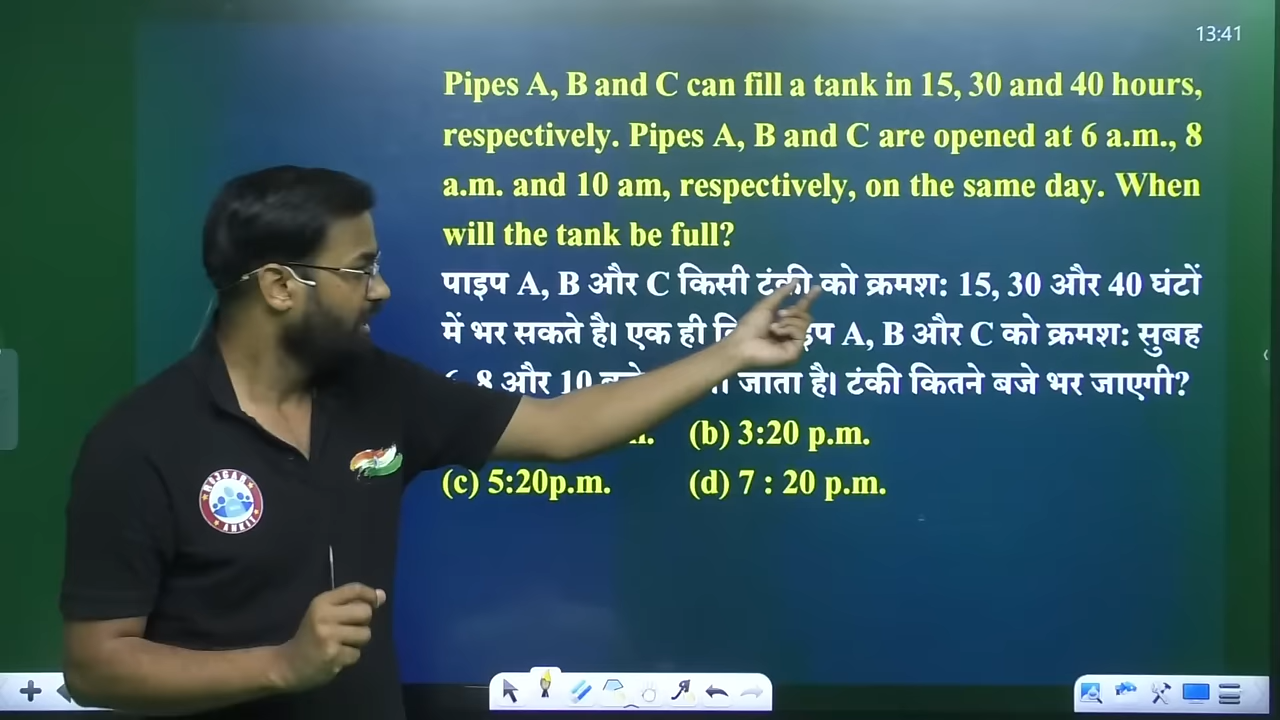 13:41
Pipes A, B and C can fill a tank in 15, 30 and 40 hours,
respectively. Pipes A, B and C are opened at 6 a.m., 8
a.m. and 10 am, respectively, on the same day. When
will the tank be full?
पाइप A, B और C किसी टंकी को क्रमश: 15, 30 और 40 घंटों
में भर सकते है। एक ही A, B और C को क्रमश: सुबह
8 और 10 जाता है। टंकी कितने बजे भर जाएगी?
(b) 3:20 p.m.
(c) 5:20p.m. (d) 7 : 20 p.m.
ROJGAR
ANKIT